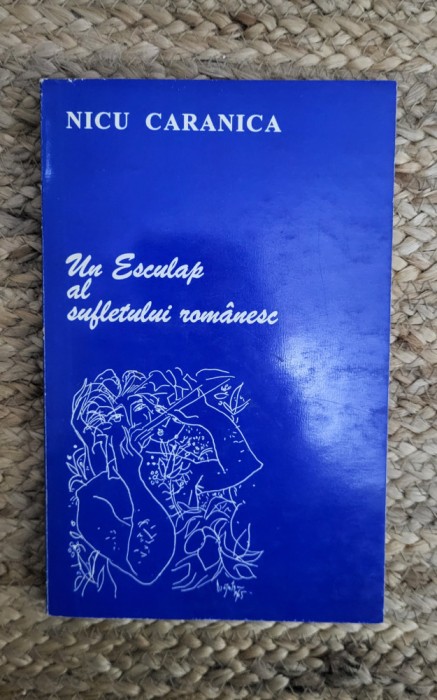 NICU CARANICA
Un Esculap
al
sufletului românesc